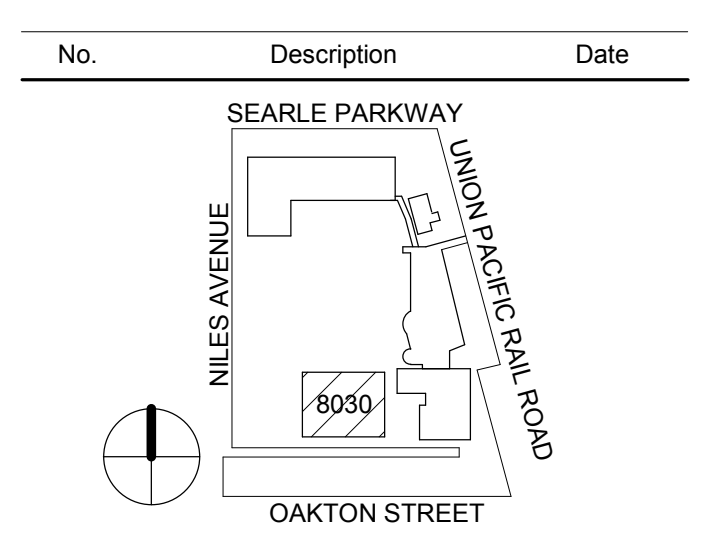 No. Description Date
SEARLE PARKWAY
UNION PACIFIC RAIL ROAD
NILES AVENUE
8030
OAKTON STREET